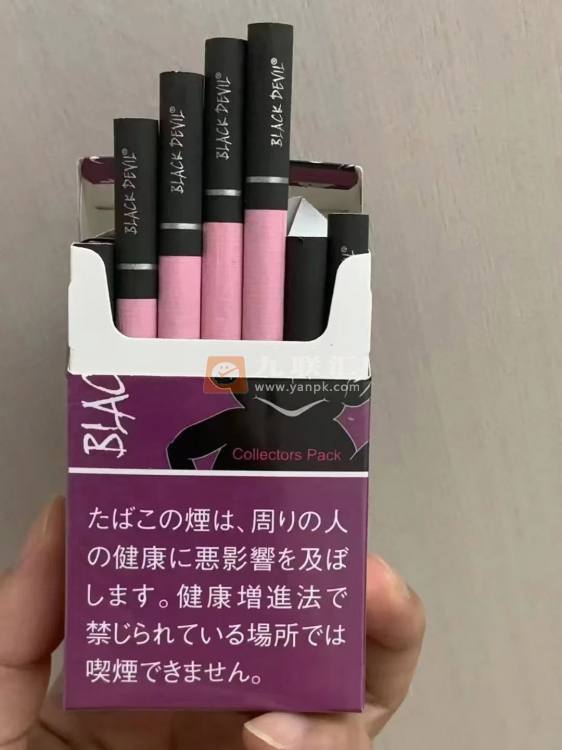 BLACK DEVIL®
BLACK DEVIL®
BLACK DEVIL®
BLACK DEVIL®
九联汇
www.yanpk.com
Collectors Pack
たばこの煙は、周りの人
の健康に悪影響を及ぼ
します。健康増進法で
禁じられている場所では
喫煙できません。